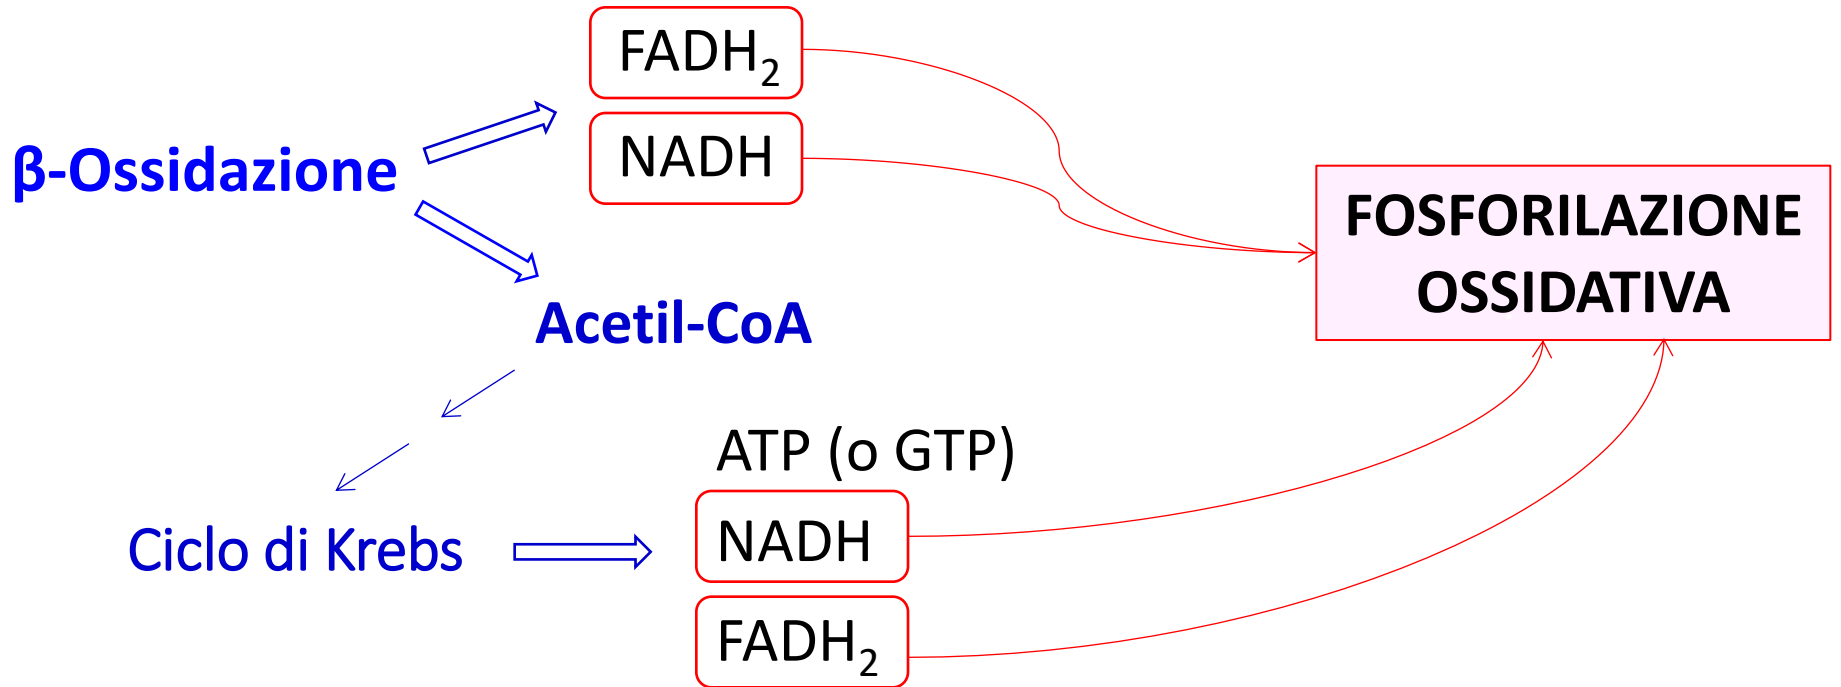 FADH₂
NADH
β-Ossidazione
FOSFORILAZIONE
OSSIDATIVA
Acetil-CoA
ATP (o GTP)
NADH
Ciclo di Krebs
FADH₂